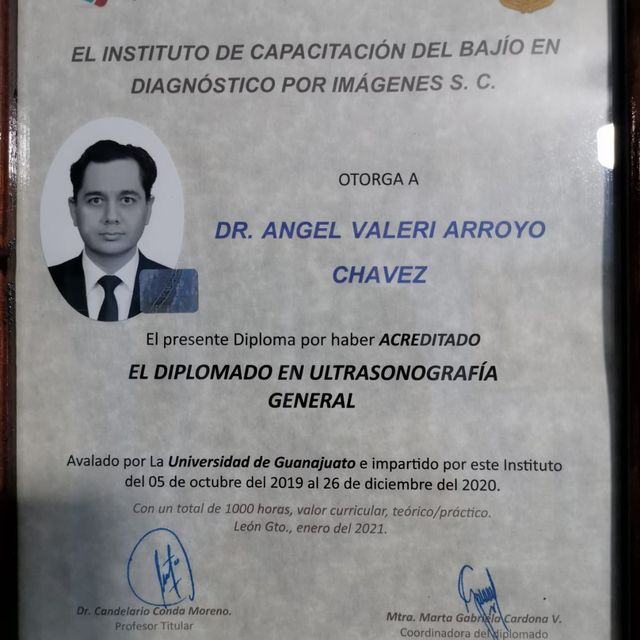 EL INSTITUTO DE CAPACITACIÓN DEL BAJÍO EN
DIAGNÓSTICO POR IMÁGENES S. C.
OTORGA A
DR. ANGEL VALERI ARROYO
CHAVEZ
El presente Diploma por haber ACREDITADO
EL DIPLOMADO EN ULTRASONOGRAFÍA
GENERAL
Avalado por La Universidad de Guanajuato e impartido por este Instituto
del 05 de octubre del 2019 al 26 de diciembre del 2020.
Con un total de 1000 horas, valor curricular, teórico/práctico.
León Gto., enero del 2021.
Dr. Candelario Conda Moreno.
Profesor Titular
Mtra. Marta Gabriela Cardona V.
Coordinadora del diplomado